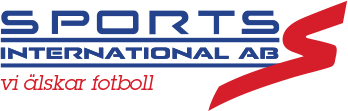 SPORTS
INTERNATIONAL AB
vi älskar fotboll